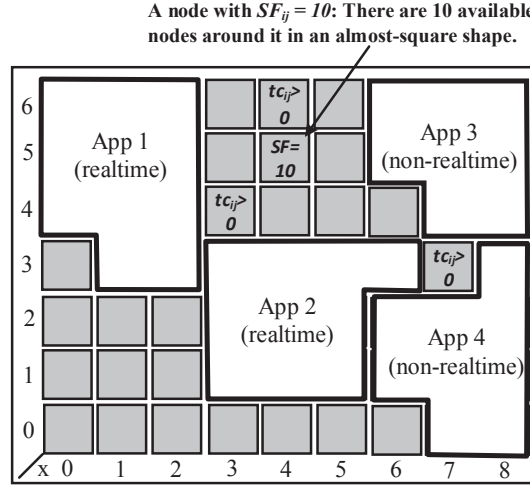 A node with SFij = 10: There are 10 available
nodes around it in an almost-square shape.
6
tcij>
0
App 1
(realtime)
App 3
(non-realtime)
5
SF=
10
4
tcij>
0
3
tcij>
0
App 2
(realtime)
2
App 4
(non-realtime)
1
0
x 0 1 2 3 4 5 6 7 8